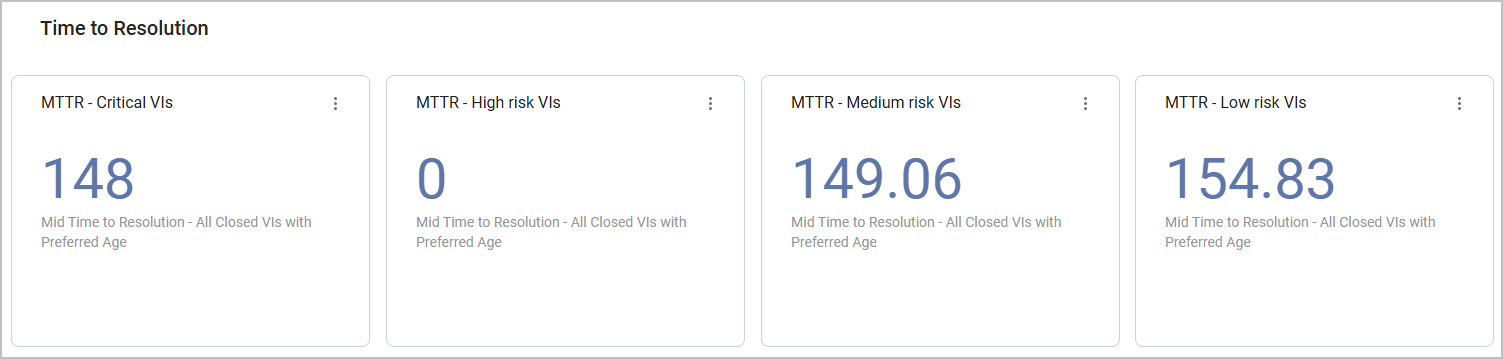 Time to Resolution
MTTR - Critical VIs
148
Mid Time to Resolution - All Closed VIs with
Preferred Age
MTTR - High risk VIs
0
Mid Time to Resolution - All Closed VIs with
Preferred Age
MTTR - Medium risk VIs
149.06
Mid Time to Resolution - All Closed VIs with
Preferred Age
MTTR - Low risk VIs
154.83
Mid Time to Resolution - All Closed VIs with
Preferred Age